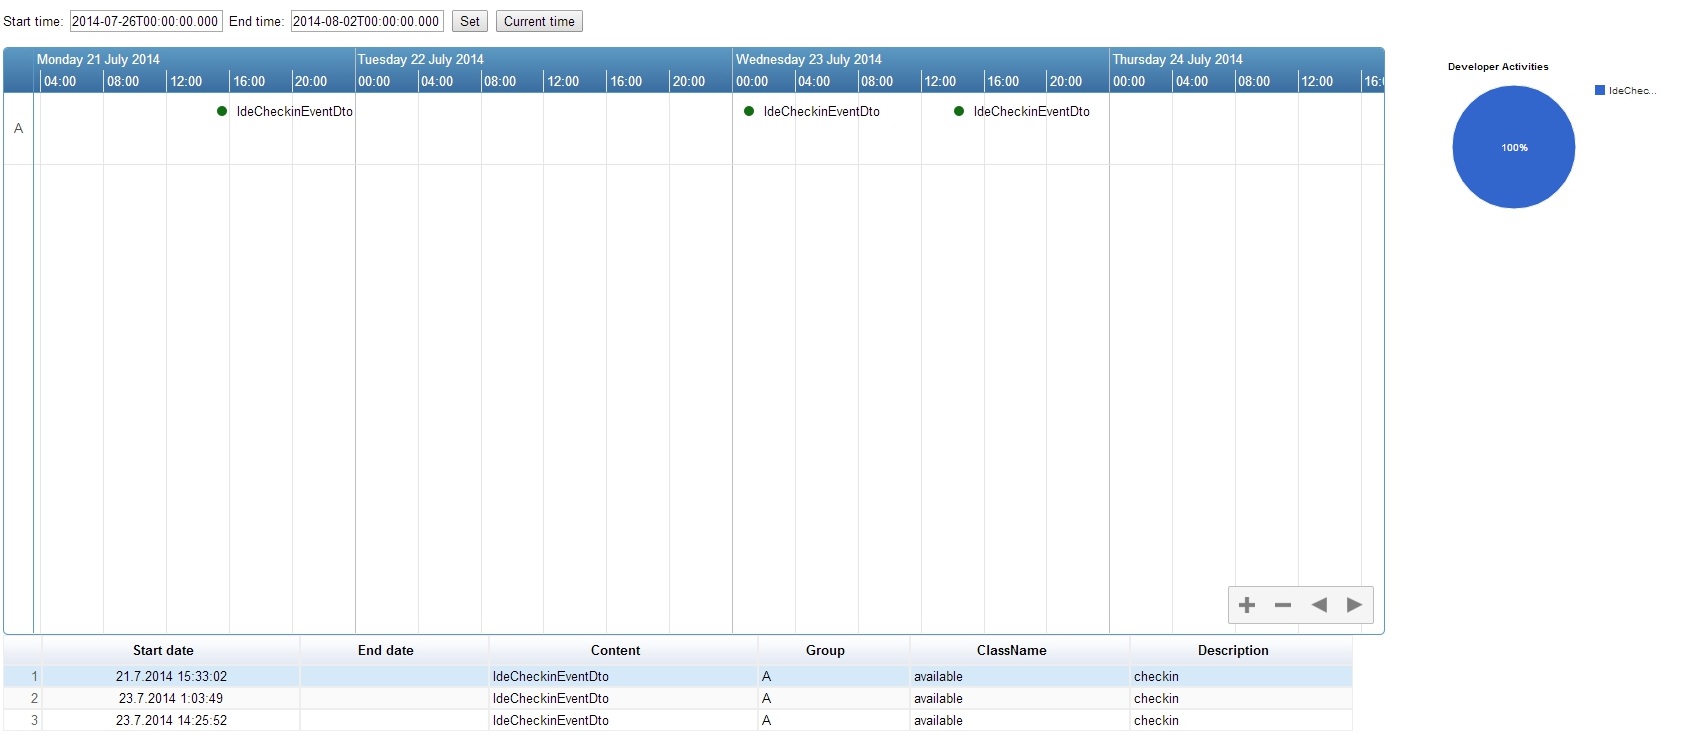 Start time: 2014-07-26T00:00:00.000 End time: 2014-08-02T00:00:00.000 Set Current time
Monday 21 July 2014 Tuesday 22 July 2014 Wednesday 23 July 2014 Thursday 24 July 2014
04:00 08:00 12:00 16:00 20:00 00:00 04:00 08:00 12:00 16:00 20:00 00:00 04:00 08:00 12:00 16:00 20:00 00:00 04:00 08:00 12:00 16:
A IdeCheckinEventDto IdeCheckinEventDto IdeCheckinEventDto
Developer Activities
IdeChec...
100%
Start date End date Content Group ClassName Description
1 21.7.2014 15:33:02 IdeCheckinEventDto A available checkin
2 23.7.2014 1:03:49 IdeCheckinEventDto A available checkin
3 23.7.2014 14:25:52 IdeCheckinEventDto A available checkin